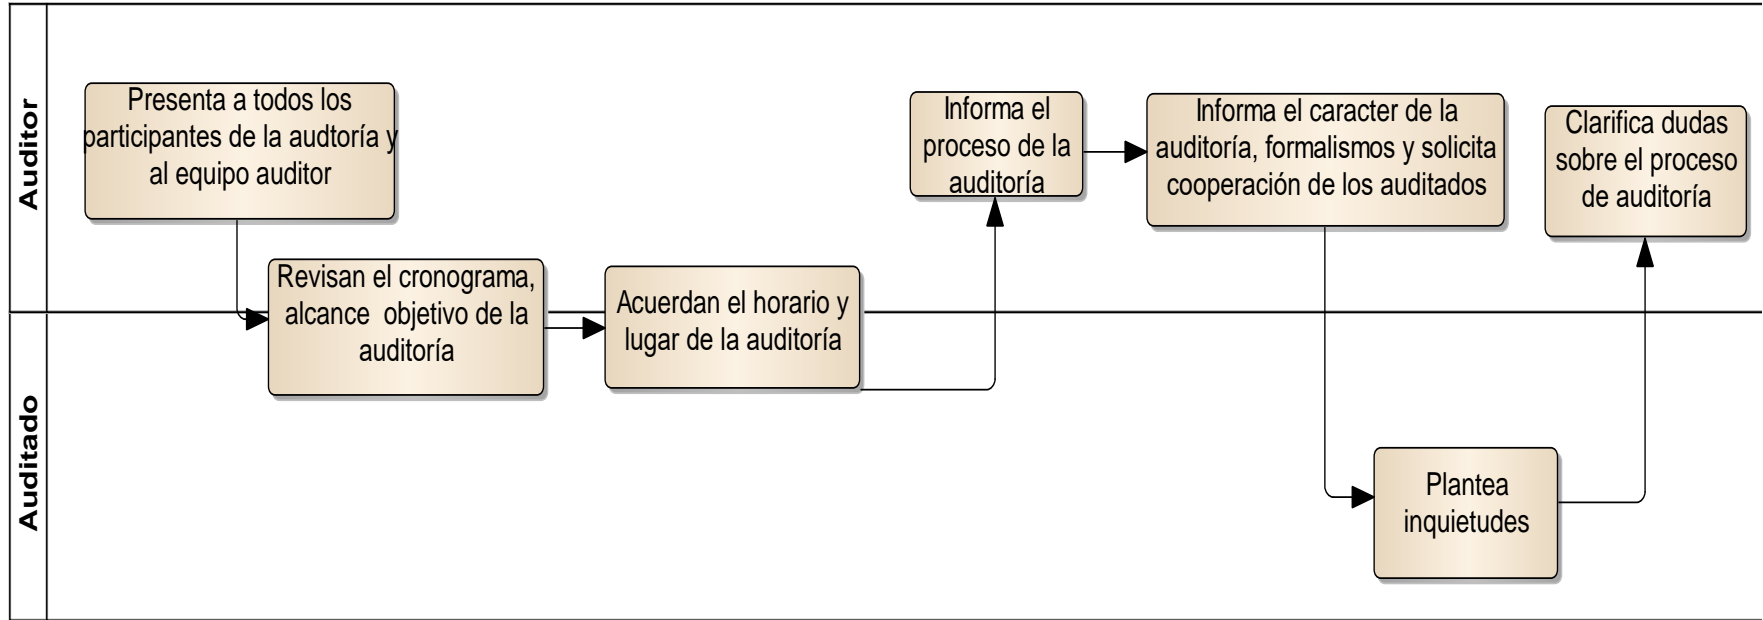 Auditor
Presenta a todos los
participantes de la audtoría y
al equipo auditor
Revisan el cronograma,
alcance objetivo de la
auditoría
Acuerdan el horario y
lugar de la auditoría
Informa el
proceso de la
auditoría
Informa el caracter de la
auditoría, formalismos y solicita
cooperación de los auditados
Clarifica dudas
sobre el proceso
de auditoría
Auditado
Plantea
inquietudes